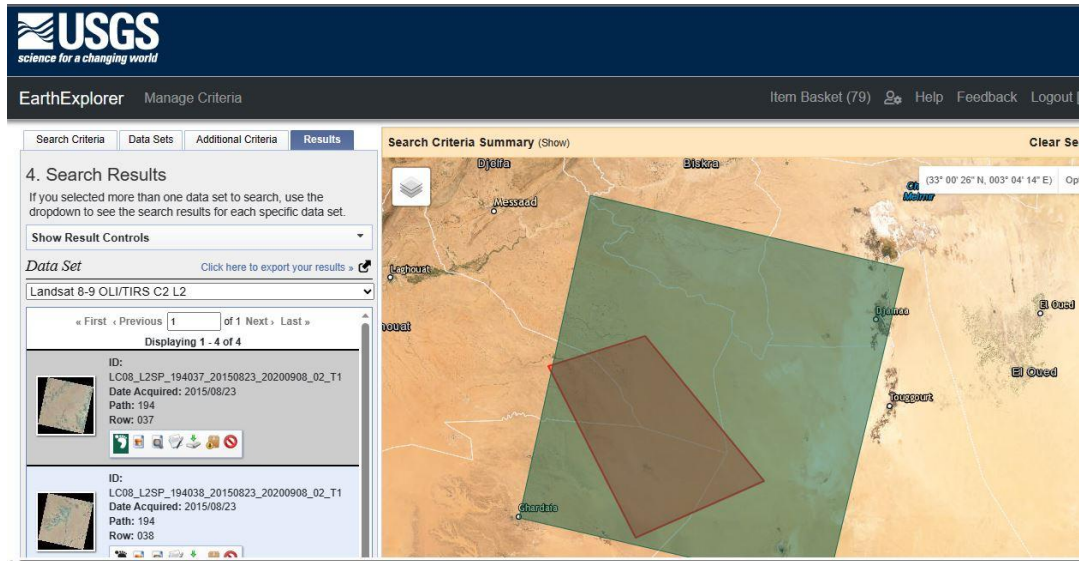 USGS
science for a changing world
EarthExplorer Manage Criteria
Item Basket (79) Help Feedback Logout |
Search Criteria Data Sets Additional Criteria Results
4. Search Results
If you selected more than one data set to search, use the
dropdown to see the search results for each specific data set.
Show Result Controls
Data Set Click here to export your results »
Landsat 8-9 OLI/TIRS C2 L2
« First ‹ Previous 1 of 1 Next › Last »
Displaying 1 - 4 of 4
ID:
LC08_L2SP_194037_20150823_20200908_02_T1
Date Acquired: 2015/08/23
Path: 194
Row: 037
ID:
LC08_L2SP_194038_20150823_20200908_02_T1
Date Acquired: 2015/08/23
Path: 194
Row: 038
Search Criteria Summary (Show)
Clear Se
(33° 00' 26" N, 003° 04' 14" E) Op
Djelfa
Biskra
Messaad
Laghouat
houat
Djamaa
El Oued
El Oued
Touggourt
Ghardaia